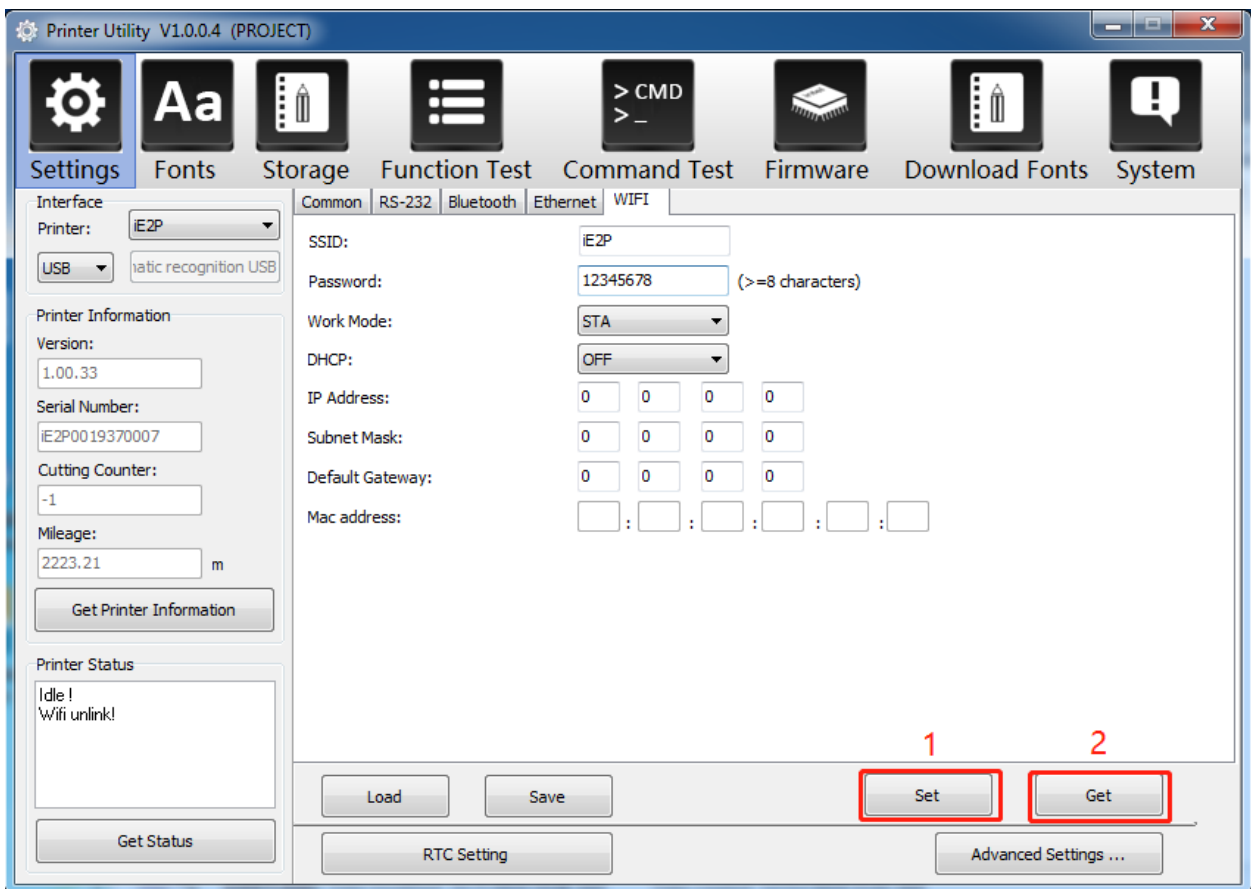 Printer Utility V1.0.0.4 (PROJECT)
> CMD
> _
Aa
Settings Fonts Storage Function Test Command Test Firmware Download Fonts System
Interface
Printer: iE2P
USB natic recognition USB
Printer Information
Version:
1.00.33
Serial Number:
iE2P0019370007
Cutting Counter:
-1
Mileage:
2223.21 m
Get Printer Information
Printer Status
Idle !
Wifi unlink!
Get Status
Common RS-232 Bluetooth Ethernet WIFI
SSID: iE2P
Password: 12345678 (>=8 characters)
Work Mode: STA
DHCP: OFF
IP Address: 0 0 0 0
Subnet Mask: 0 0 0 0
Default Gateway: 0 0 0 0
Mac address: : : : : :
1 2
Load Save Set Get
RTC Setting Advanced Settings ...